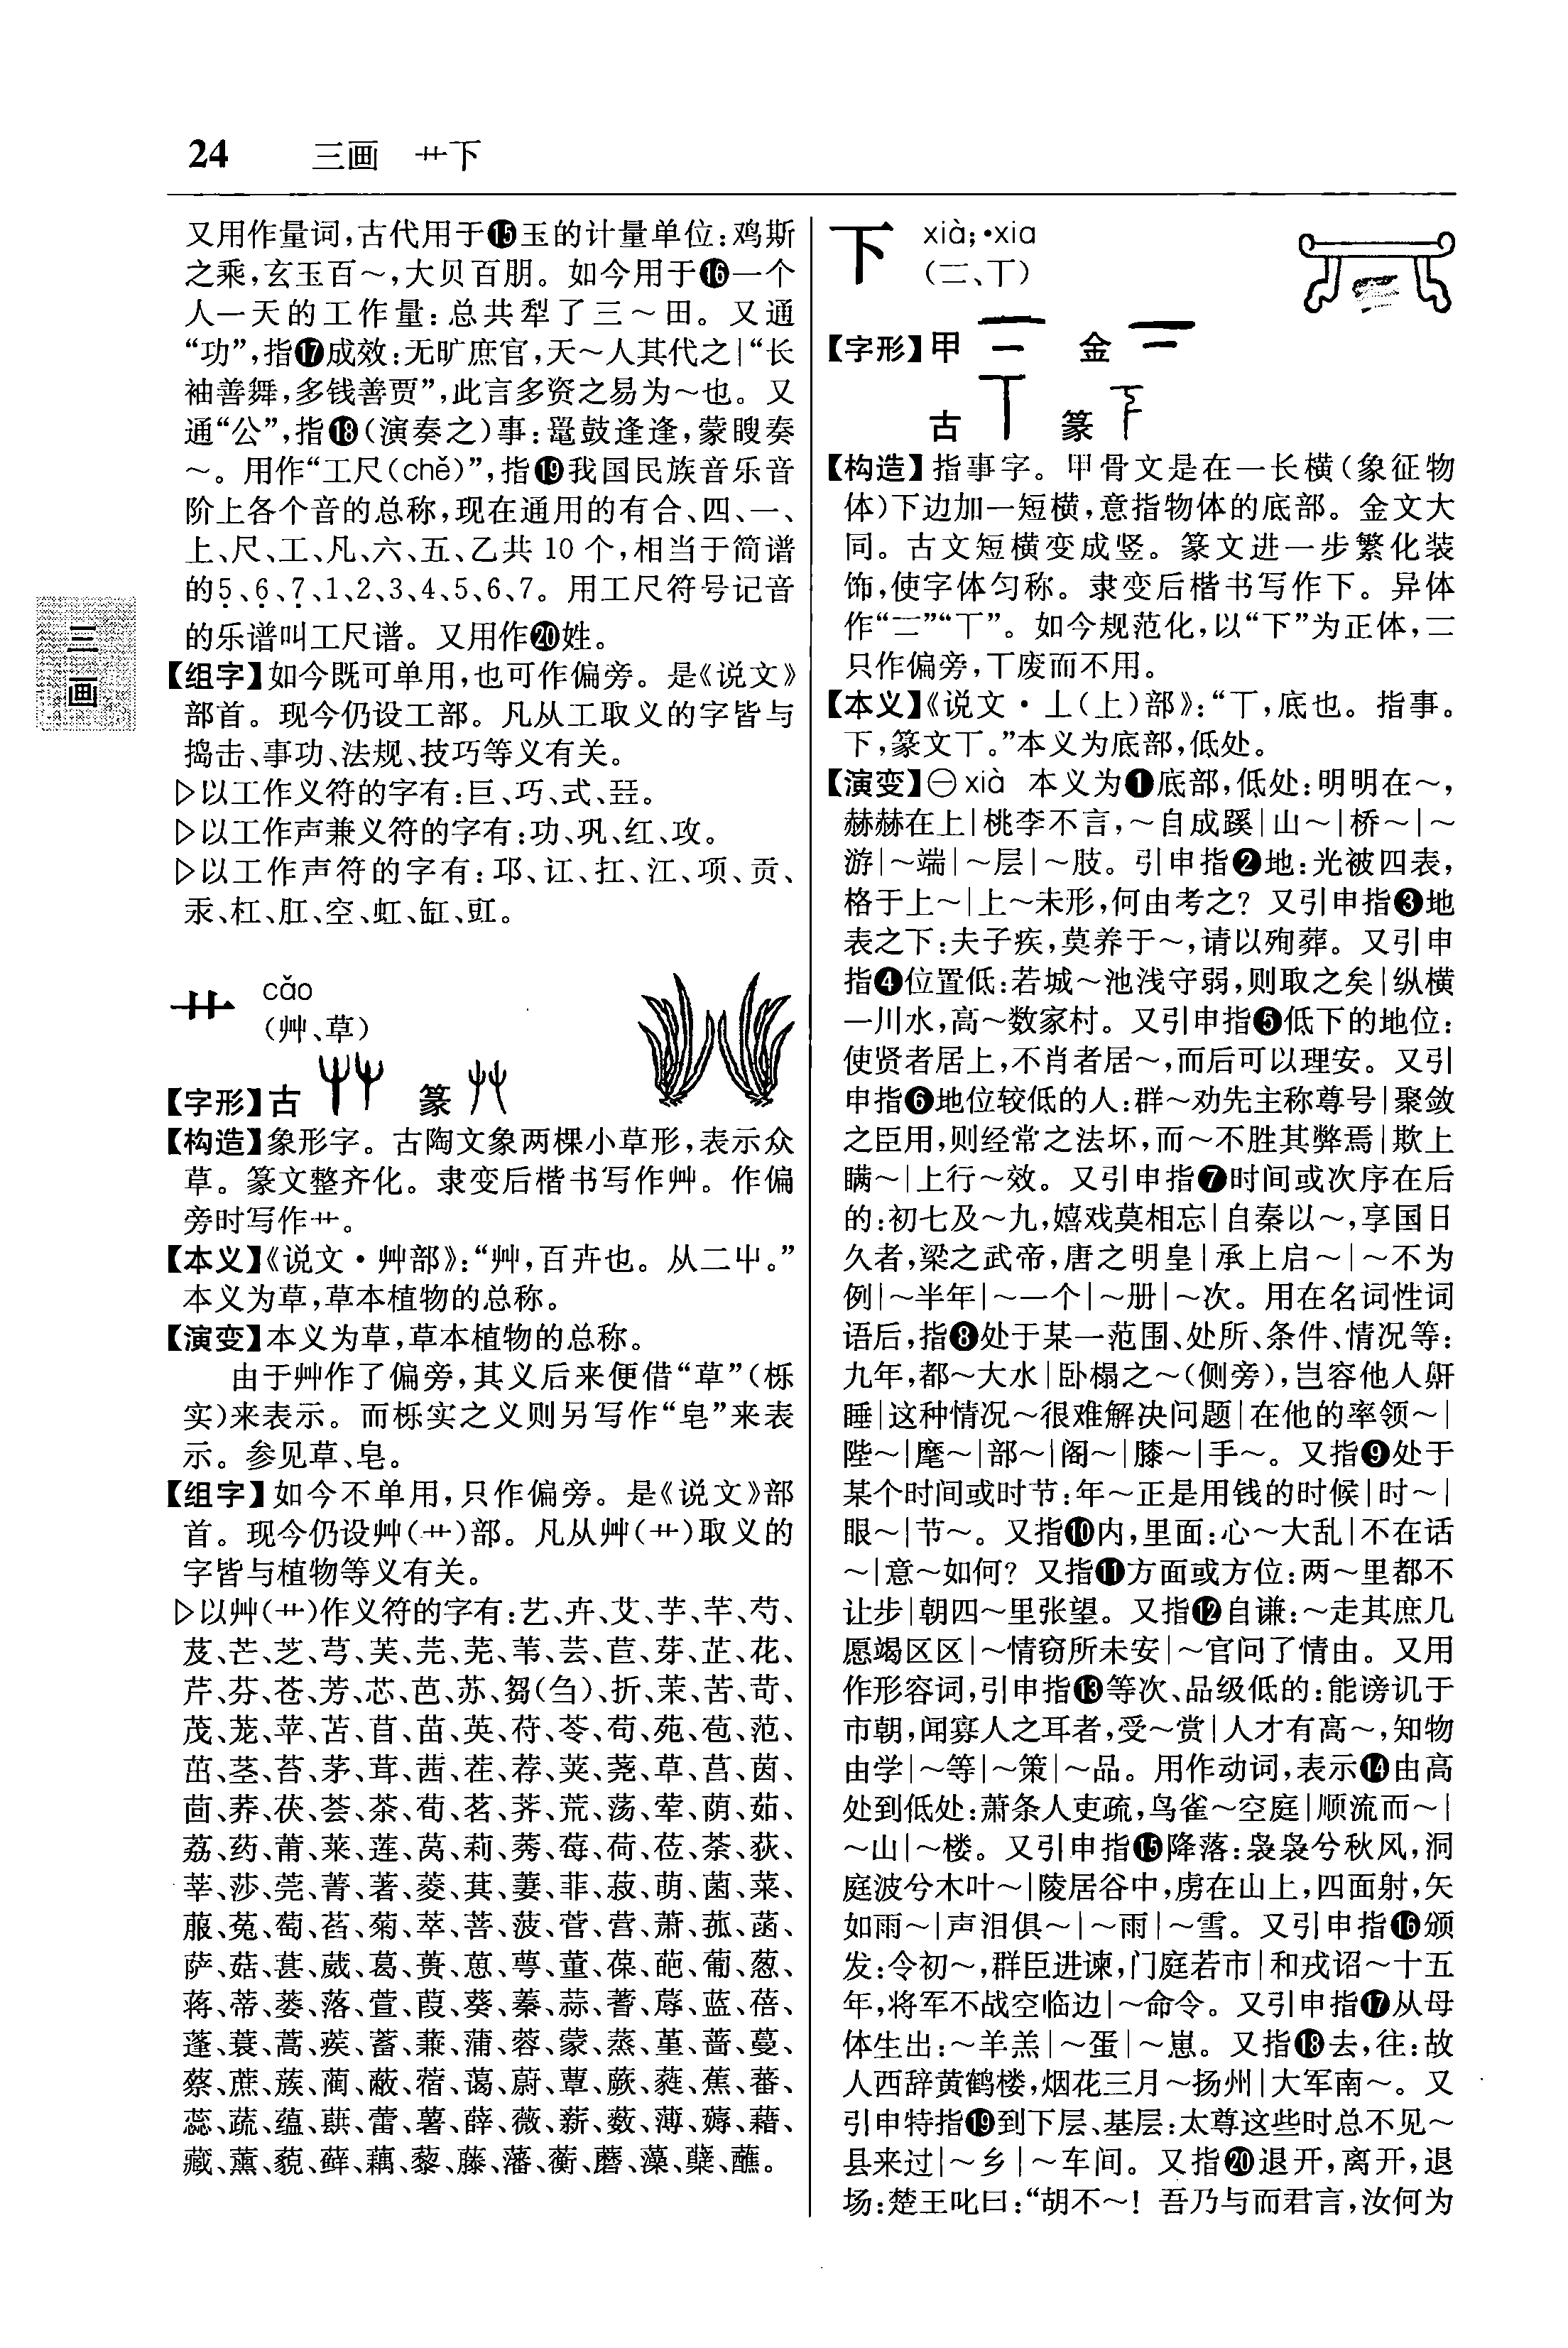 24 三画 艹下
又用作量词,古代用于⓯玉的计量单位:鸡斯
之乘,玄玉百～,大贝百朋。如今用于⓰一个
人一天的工作量:总共犁了三～田。又通
“功”,指⓱成效:无旷庶官,天～人其代之|“长
袖善舞,多钱善贾”,此言多资之易为～也。又
通“公”,指⓲(演奏之)事:鼍鼓逢逢,蒙瞍奏
～。用作“工尺(chě)”,指⓳我国民族音乐音
阶上各个音的总称,现在通用的有合、四、一、
上、尺、工、凡、六、五、乙共 10 个,相当于简谱
的5̣、6̣、7̣、1、2、3、4、5、6、7。用工尺符号记音
的乐谱叫工尺谱。又用作⓴姓。
【组字】如今既可单用,也可作偏旁。是《说文》
部首。现今仍设工部。凡从工取义的字皆与
捣击、事功、法规、技巧等义有关。
▷以工作义符的字有:巨、巧、式、㠭。
▷以工作声兼义符的字有:功、巩、红、攻。
▷以工作声符的字有:邛、讧、扛、江、项、贡、
汞、杠、肛、空、虹、缸、豇。
艹 cǎo
(艸、草)
【字形】古 篆
【构造】象形字。古陶文象两棵小草形,表示众
草。篆文整齐化。隶变后楷书写作艸。作偏
旁时写作艹。
【本义】《说文·艸部》:“艸,百卉也。从二屮。”
本义为草,草本植物的总称。
【演变】本义为草,草本植物的总称。
由于艸作了偏旁,其义后来便借“草”(栎
实)来表示。而栎实之义则另写作“皂”来表
示。参见草、皂。
【组字】如今不单用,只作偏旁。是《说文》部
首。现今仍设艸(艹)部。凡从艸(艹)取义的
字皆与植物等义有关。
▷以艸(艹)作义符的字有:艺、卉、艾、芋、芊、芍、
芨、芒、芝、芎、芙、芫、芜、苇、芸、苣、芽、芷、花、
芹、芬、苍、芳、芯、芭、苏、芻(刍)、折、茉、苦、苛、
茂、茏、苹、苫、苜、苗、英、苻、苓、苟、苑、苞、范、
茁、茎、苔、茅、茸、茜、茬、荐、荚、荛、草、莒、茵、
茴、荞、茯、荟、茶、荀、茗、荠、荒、荡、荤、荫、茹、
荔、药、莆、莱、莲、莴、莉、莠、莓、荷、莅、荼、荻、
莘、莎、莞、菁、著、菱、萁、萋、菲、菽、萌、菌、菜、
菔、菟、萄、萏、菊、萃、菩、菠、菅、营、萧、菰、菡、
萨、菇、葚、葳、葛、蒉、葸、萼、董、葆、葩、葡、葱、
蒋、蒂、蒌、落、萱、葭、葵、蓁、蒜、蓍、蓐、蓝、蓓、
蓬、蓑、蒿、蒺、蓄、蒹、蒲、蓉、蒙、蒸、堇、蔷、蔓、
蔡、蔗、蔟、蔺、蔽、蓿、蔼、蔚、蕈、蕨、蕤、蕉、蕃、
蕊、蔬、蕴、蕻、蕾、薯、薛、薇、薪、薮、薄、薅、藉、
藏、薰、藐、藓、藕、藜、藤、藩、蘅、蘑、藻、蘖、蘸。
下 xià;·xia
(二、丅)
【字形】甲 金
古 篆
【构造】指事字。甲骨文是在一长横(象征物
体)下边加一短横,意指物体的底部。金文大
同。古文短横变成竖。篆文进一步繁化装
饰,使字体匀称。隶变后楷书写作下。异体
作“二”“丅”。如今规范化,以“下”为正体,二
只作偏旁,丅废而不用。
【本义】《说文·丄(上)部》:“丅,底也。指事。
下,篆文丅。”本义为底部,低处。
【演变】㊀xià 本义为❶底部,低处:明明在～,
赫赫在上|桃李不言,～自成蹊|山～|桥～|～
游|～端|～层|～肢。引申指❷地:光被四表,
格于上～|上～未形,何由考之? 又引申指❸地
表之下:夫子疾,莫养于～,请以殉葬。又引申
指❹位置低:若城～池浅守弱,则取之矣|纵横
一川水,高～数家村。又引申指❺低下的地位:
使贤者居上,不肖者居～,而后可以理安。又引
申指❻地位较低的人:群～劝先主称尊号|聚敛
之臣用,则经常之法坏,而～不胜其弊焉|欺上
瞒～|上行～效。又引申指❼时间或次序在后
的:初七及～九,嬉戏莫相忘|自秦以～,享国日
久者,梁之武帝,唐之明皇|承上启～|～不为
例|～半年|～一个|～册|～次。用在名词性词
语后,指❽处于某一范围、处所、条件、情况等:
九年,都～大水|卧榻之～(侧旁),岂容他人鼾
睡|这种情况～很难解决问题|在他的率领～|
陛～|麾～|部～|阁～|膝～|手～。又指❾处于
某个时间或时节:年～正是用钱的时候|时～|
眼～|节～。又指❿内,里面:心～大乱|不在话
～|意～如何? 又指⓫方面或方位:两～里都不
让步|朝四～里张望。又指⓬自谦:～走其庶几
愿竭区区|～情窃所未安|～官问了情由。又用
作形容词,引申指⓭等次、品级低的:能谤讥于
市朝,闻寡人之耳者,受～赏|人才有高～,知物
由学|～等|～策|～品。用作动词,表示⓮由高
处到低处:萧条人吏疏,鸟雀～空庭|顺流而～|
～山|～楼。又引申指⓯降落:袅袅兮秋风,洞
庭波兮木叶～|陵居谷中,虏在山上,四面射,矢
如雨～|声泪俱～|～雨|～雪。又引申指⓰颁
发:令初～,群臣进谏,门庭若市|和戎诏～十五
年,将军不战空临边|～命令。又引申指⓱从母
体生出:～羊羔|～蛋|～崽。又指⓲去,往:故
人西辞黄鹤楼,烟花三月～扬州|大军南～。又
引申特指⓳到下层、基层:太尊这些时总不见～
县来过|～乡|～车间。又指⓴退开,离开,退
场:楚王叱曰:“胡不～! 吾乃与而君言,汝何为
三画